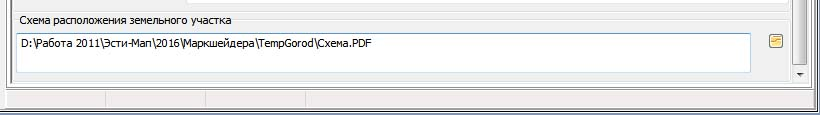 Схема расположения земельного участка
D:\Работа 2011\Эсти-Мап\2016\Маркшейдера\TempGorod\Схема.PDF